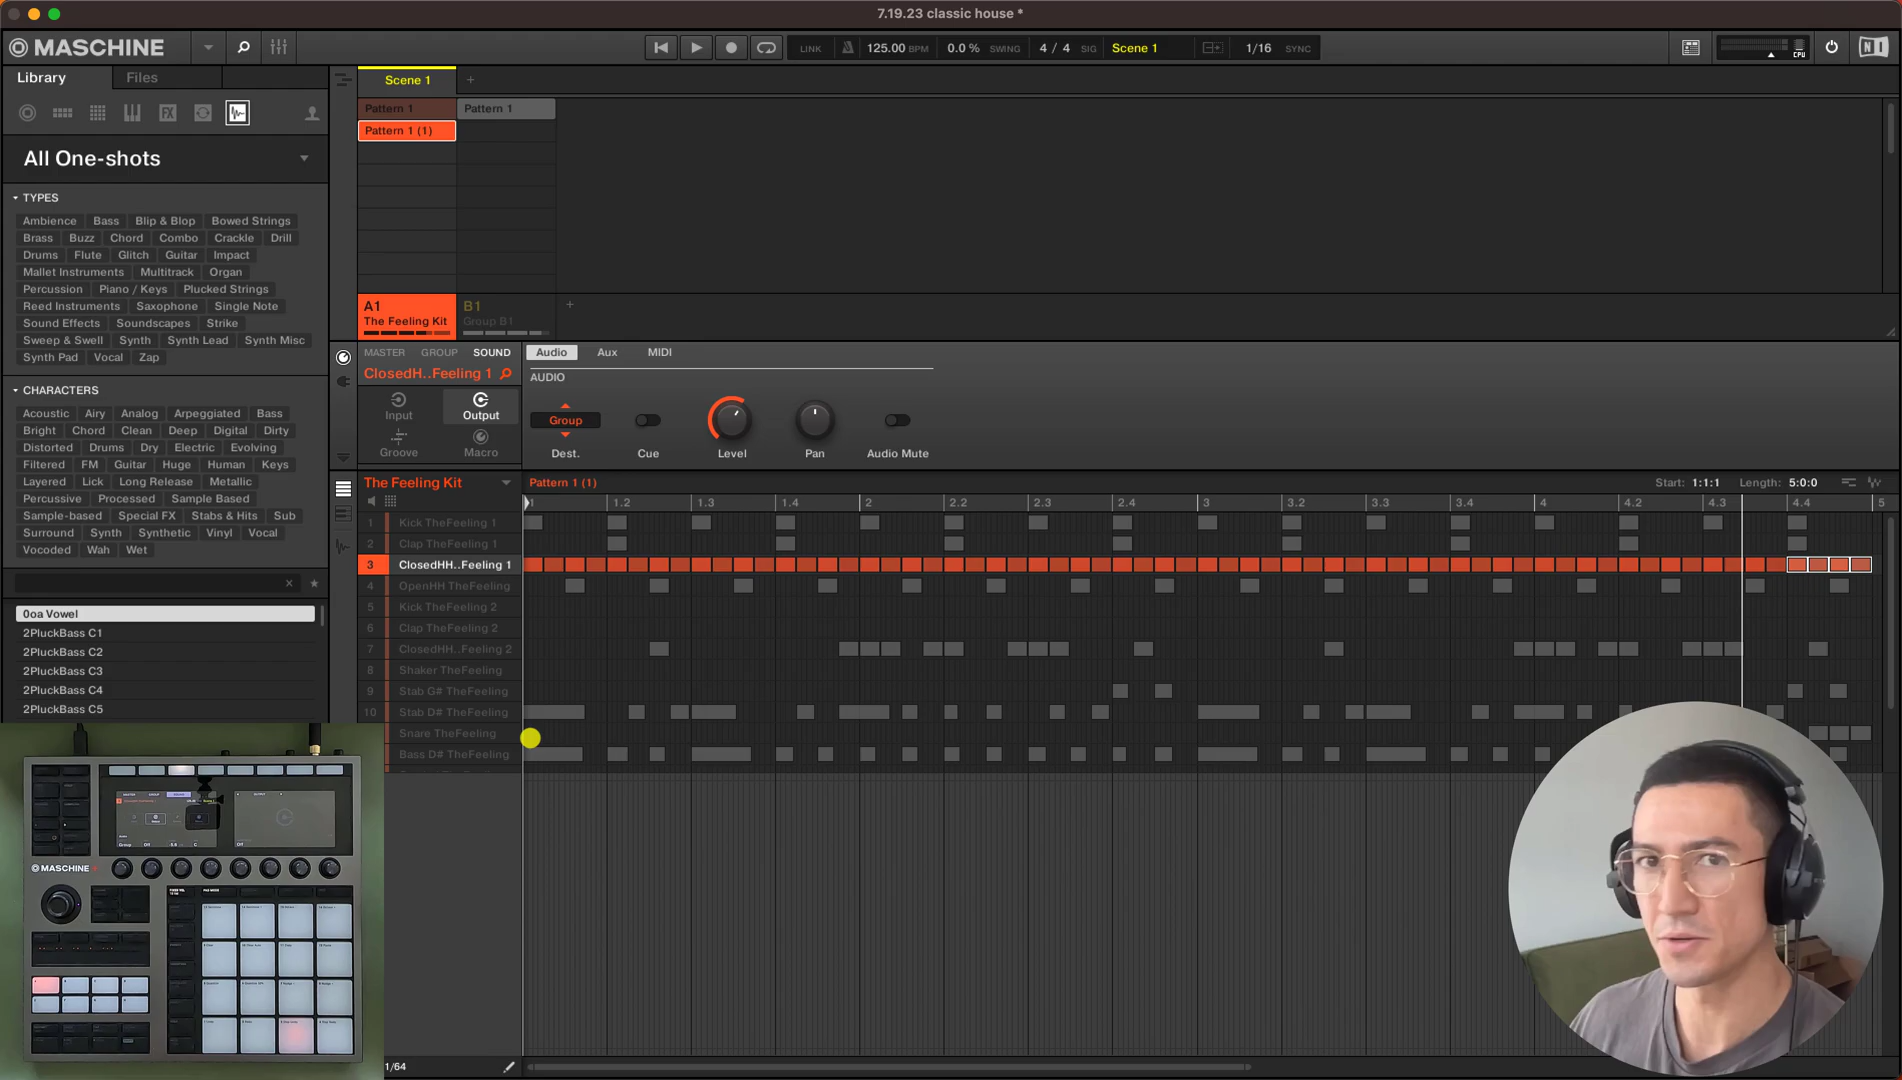 7.19.23 classic house *
MASCHINE
LINK 125.00 BPM 0.0 % SWING 4 / 4 SIG Scene 1 1/16 SYNC
CPU
Library Files
Scene 1 +
Pattern 1 Pattern 1
Pattern 1 (1)
All One-shots
TYPES
Ambience Bass Blip & Blop Bowed Strings
Brass Buzz Chord Combo Crackle Drill
Drums Flute Glitch Guitar Impact
Mallet Instruments Multitrack Organ
Percussion Piano / Keys Plucked Strings
Reed Instruments Saxophone Single Note
Sound Effects Soundscapes Strike
Sweep & Swell Synth Synth Lead Synth Misc
Synth Pad Vocal Zap
CHARACTERS
Acoustic Airy Analog Arpeggiated Bass
Bright Chord Clean Deep Digital Dirty
Distorted Drums Dry Electric Evolving
Filtered FM Guitar Huge Human Keys
Layered Lick Long Release Metallic
Percussive Processed Sample Based
Sample-based Special FX Stabs & Hits Sub
Surround Synth Synthetic Vinyl Vocal
Vocoded Wah Wet
0oa Vowel
2PluckBass C1
2PluckBass C2
2PluckBass C3
2PluckBass C4
2PluckBass C5
A1 B1 +
The Feeling Kit Group B1
MASTER GROUP SOUND Audio Aux MIDI
ClosedH..Feeling 1 AUDIO
Input Output Group
Groove Macro Dest. Cue Level Pan Audio Mute
The Feeling Kit Pattern 1 (1) Start: 1:1:1 Length: 5:0:0
1 1.2 1.3 1.4 2 2.2 2.3 2.4 3 3.2 3.3 3.4 4 4.2 4.3 4.4 5
1 Kick TheFeeling 1
2 Clap TheFeeling 1
3 ClosedHH..Feeling 1
4 OpenHH TheFeeling
5 Kick TheFeeling 2
6 Clap TheFeeling 2
7 ClosedHH..Feeling 2
8 Shaker TheFeeling
9 Stab G# TheFeeling
10 Stab D# TheFeeling
Snare TheFeeling
Bass D# TheFeeling
MASCHINE
1/64